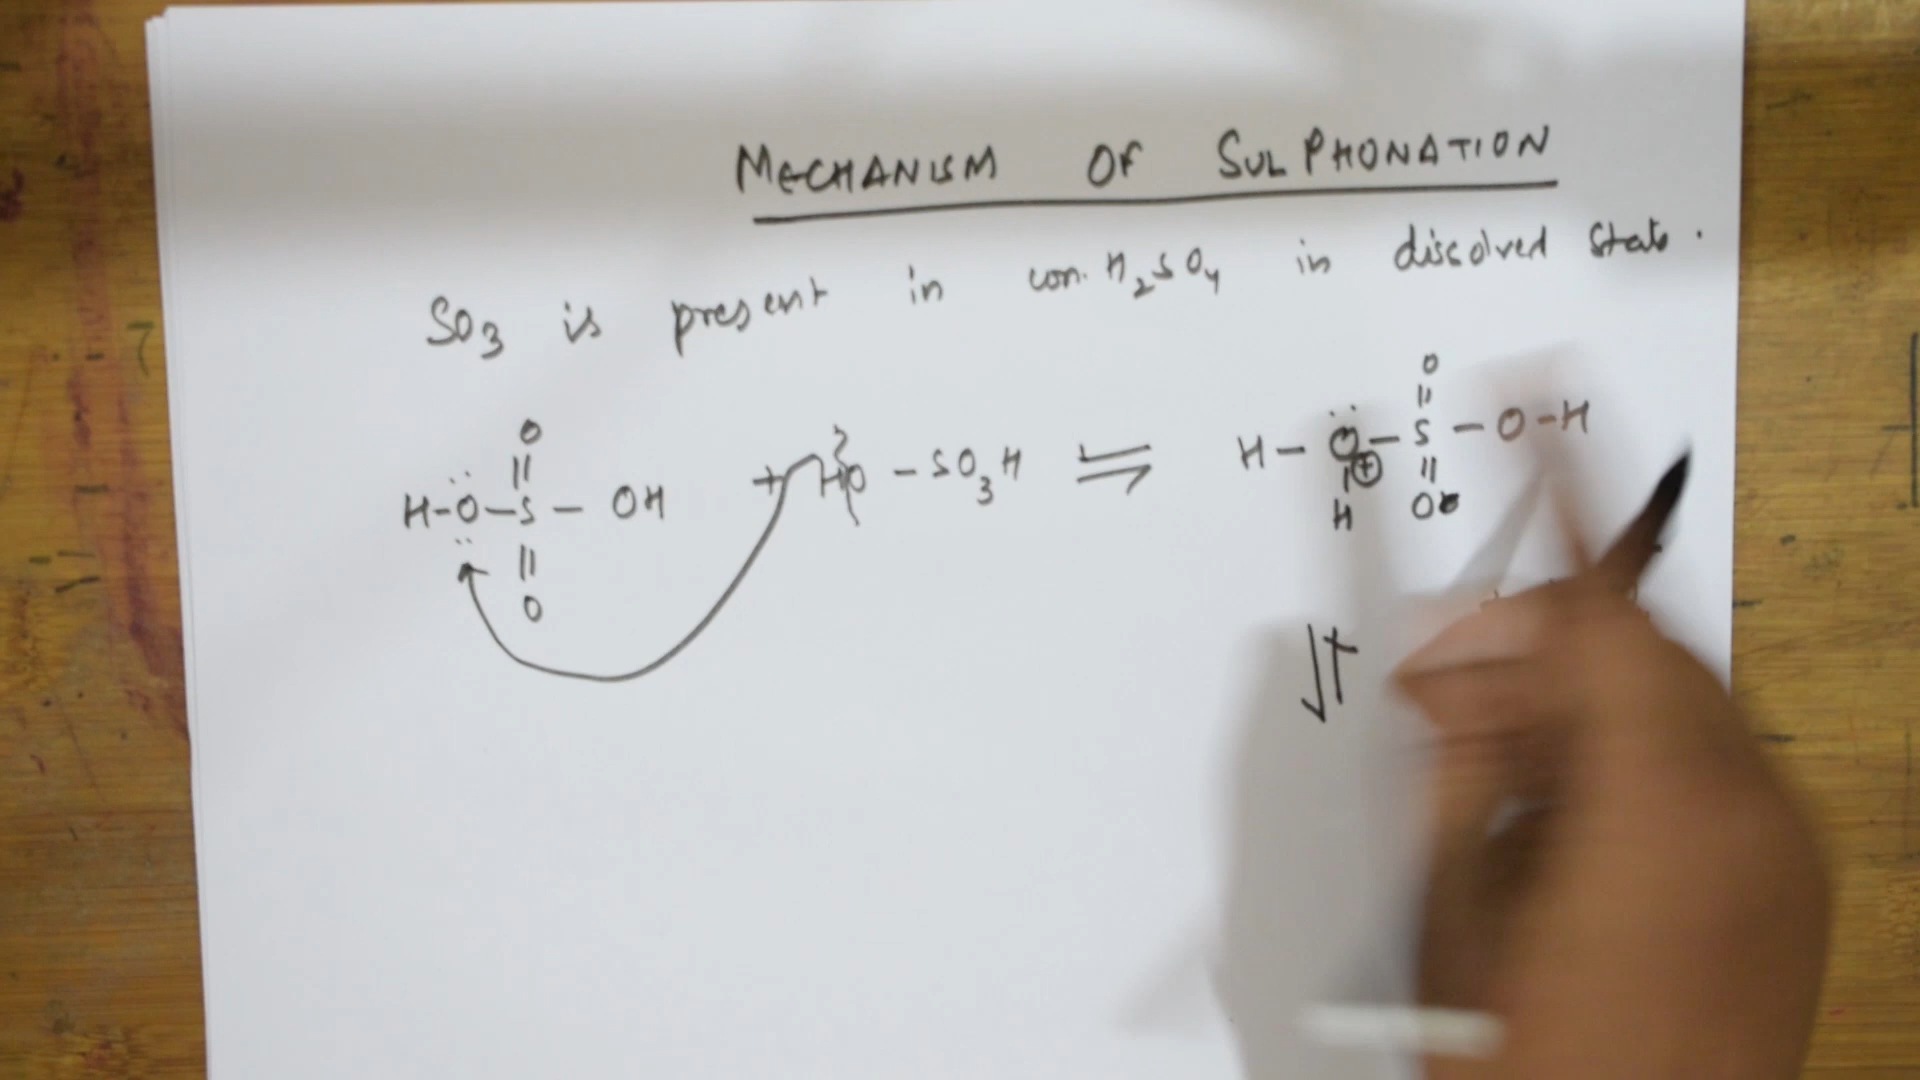 MECHANISM OF SULPHONATION
SO3 is present in con. H2SO4 in dissolved state.
O
||
H-O-S-OH + HO-SO3H ⇌
||
O
O
||
H-O-S-O-H
⊕
| ||
H O
⇌